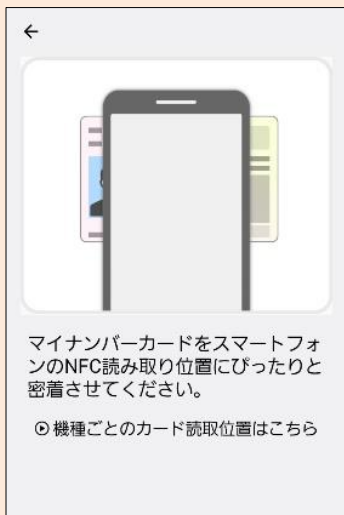 マイナンバーカードをスマートフォ
ンのNFC読み取り位置にぴったりと
密着させてください。
機種ごとのカード読取位置はこちら